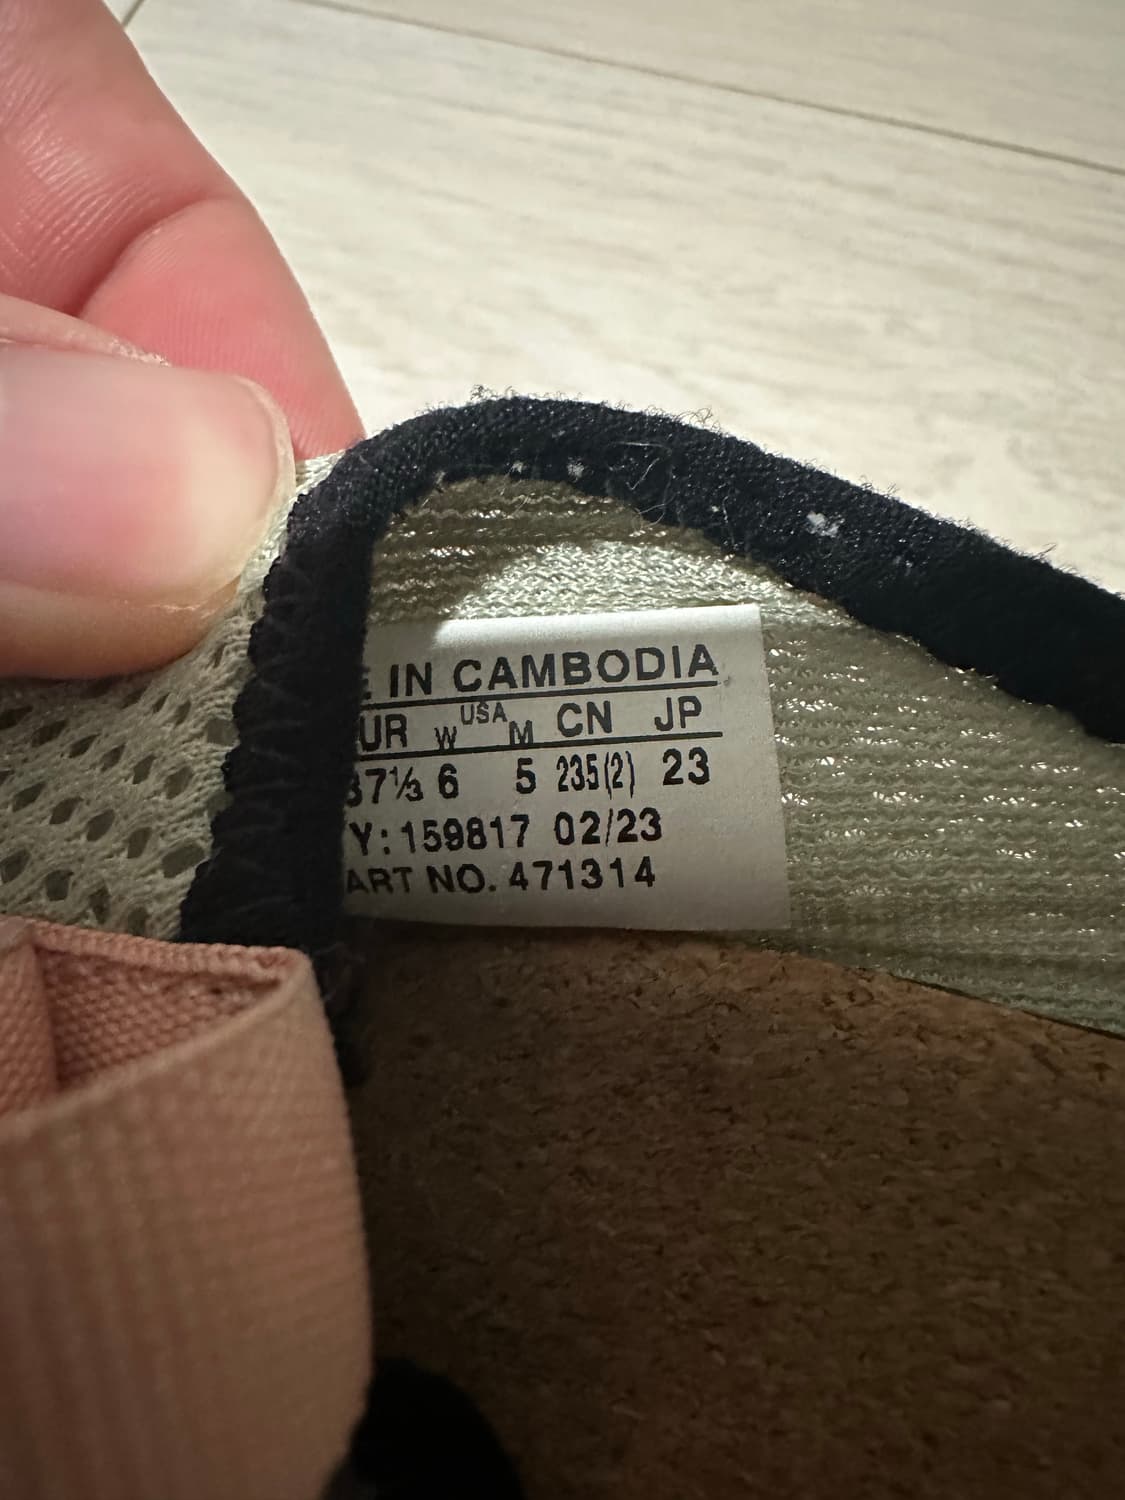 E IN CAMBODIA
UR W USA M CN JP
37⅓ 6 5 235(2) 23
Y: 159817 02/23
ART NO. 471314